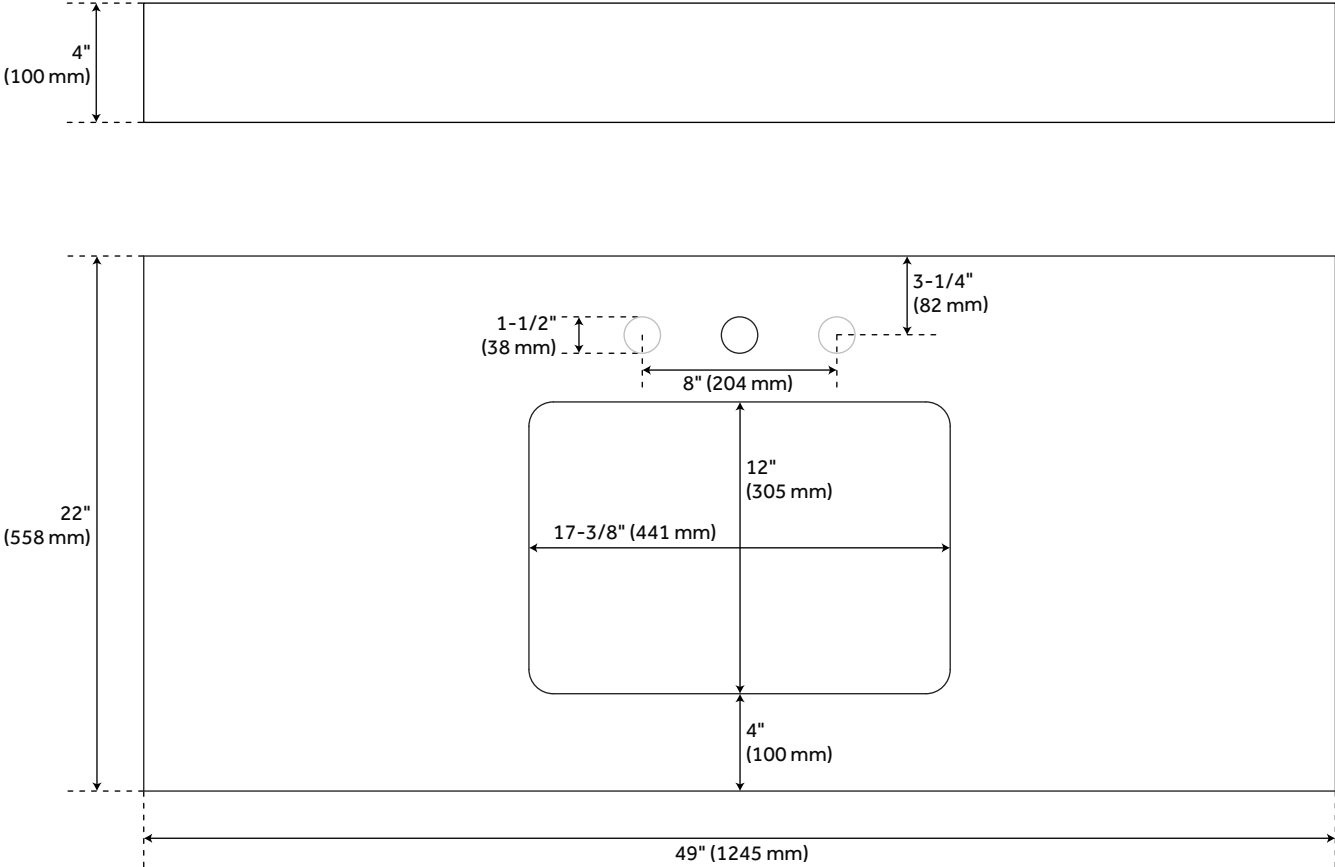 4"
(100 mm)
3-1/4"
(82 mm)
1-1/2"
(38 mm)
8" (204 mm)
12"
(305 mm)
22"
(558 mm)
17-3/8" (441 mm)
4"
(100 mm)
49" (1245 mm)